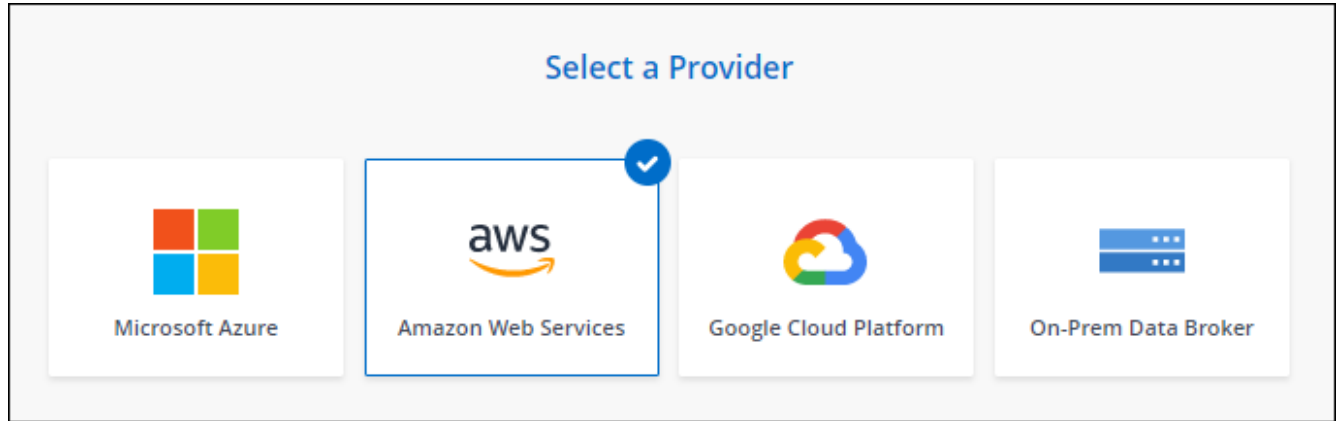 Select a Provider
aws
Microsoft Azure
Amazon Web Services
Google Cloud Platform
On-Prem Data Broker